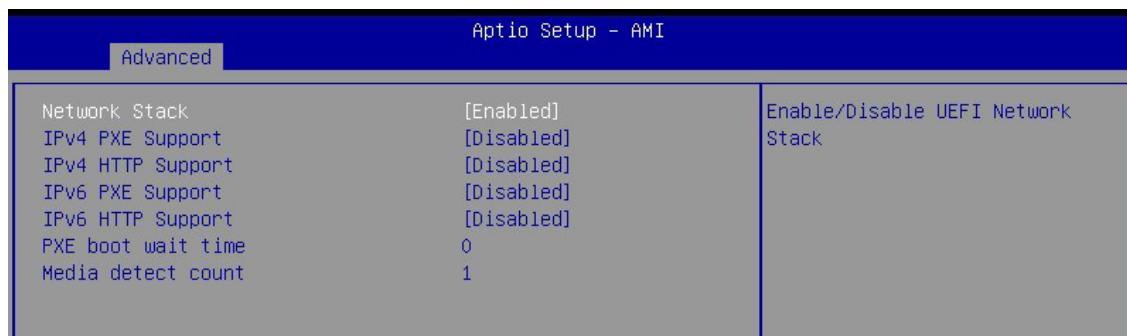 Aptio Setup - AMI
Advanced
Network Stack [Enabled] Enable/Disable UEFI Network
IPv4 PXE Support [Disabled] Stack
IPv4 HTTP Support [Disabled]
IPv6 PXE Support [Disabled]
IPv6 HTTP Support [Disabled]
PXE boot wait time 0
Media detect count 1